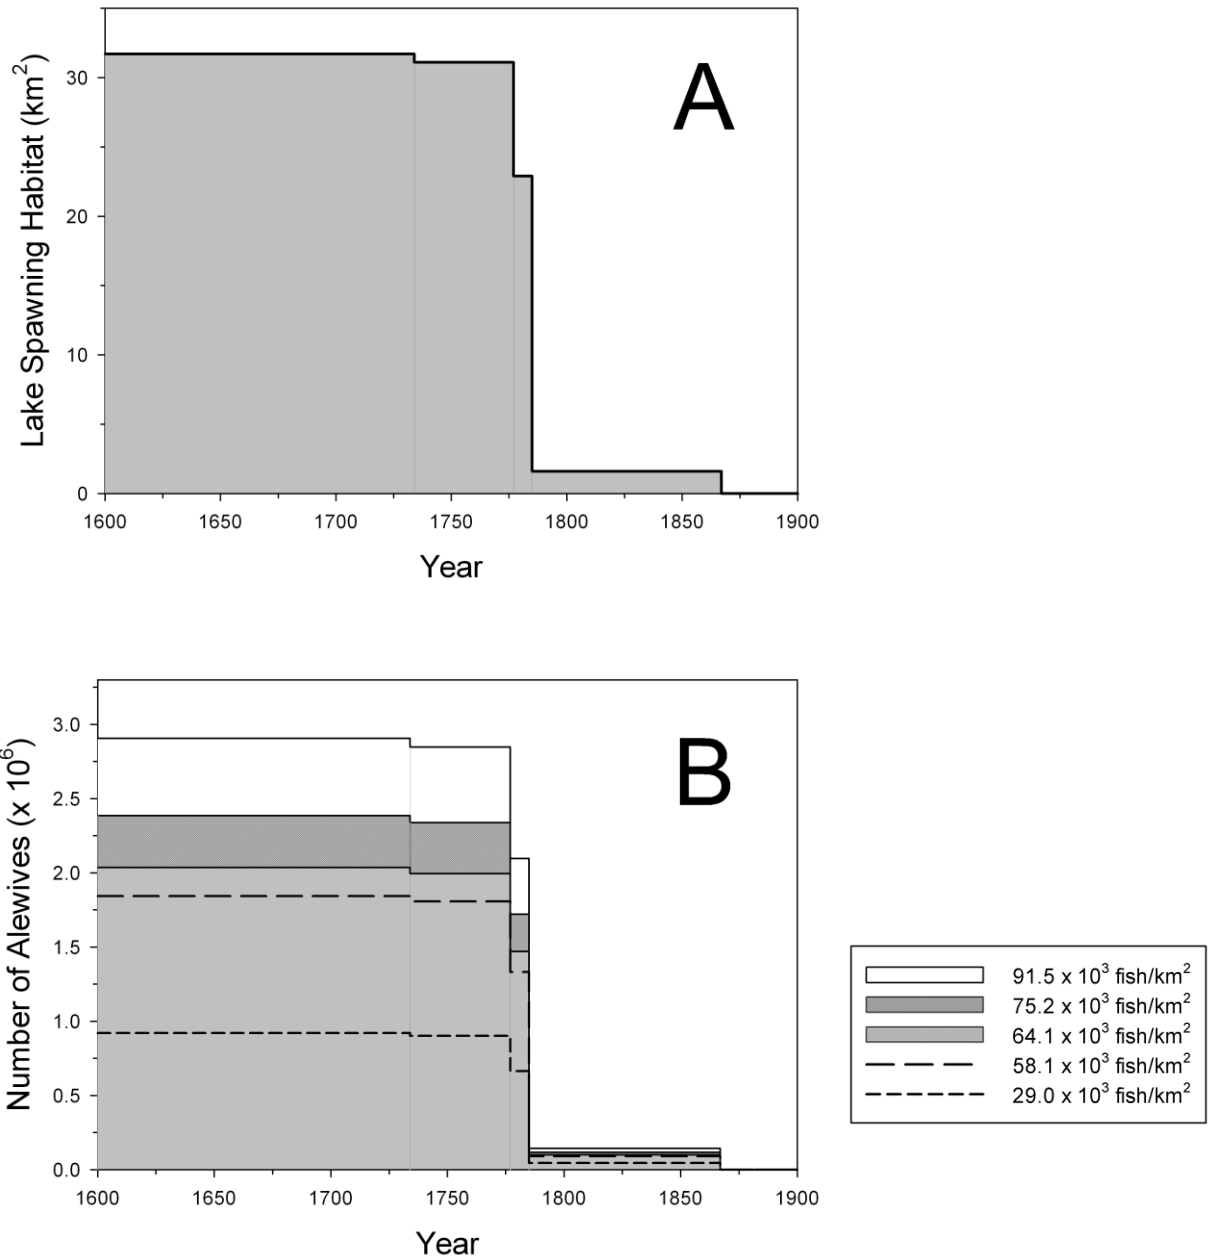 A
Lake Spawning Habitat (km²)
30
20
10
0
1600 1650 1700 1750 1800 1850 1900
Year
B
Number of Alewives (x 10⁶)
3.0
2.5
2.0
1.5
1.0
0.5
0.0
1600 1650 1700 1750 1800 1850 1900
Year
91.5 x 10³ fish/km²
75.2 x 10³ fish/km²
64.1 x 10³ fish/km²
58.1 x 10³ fish/km²
29.0 x 10³ fish/km²